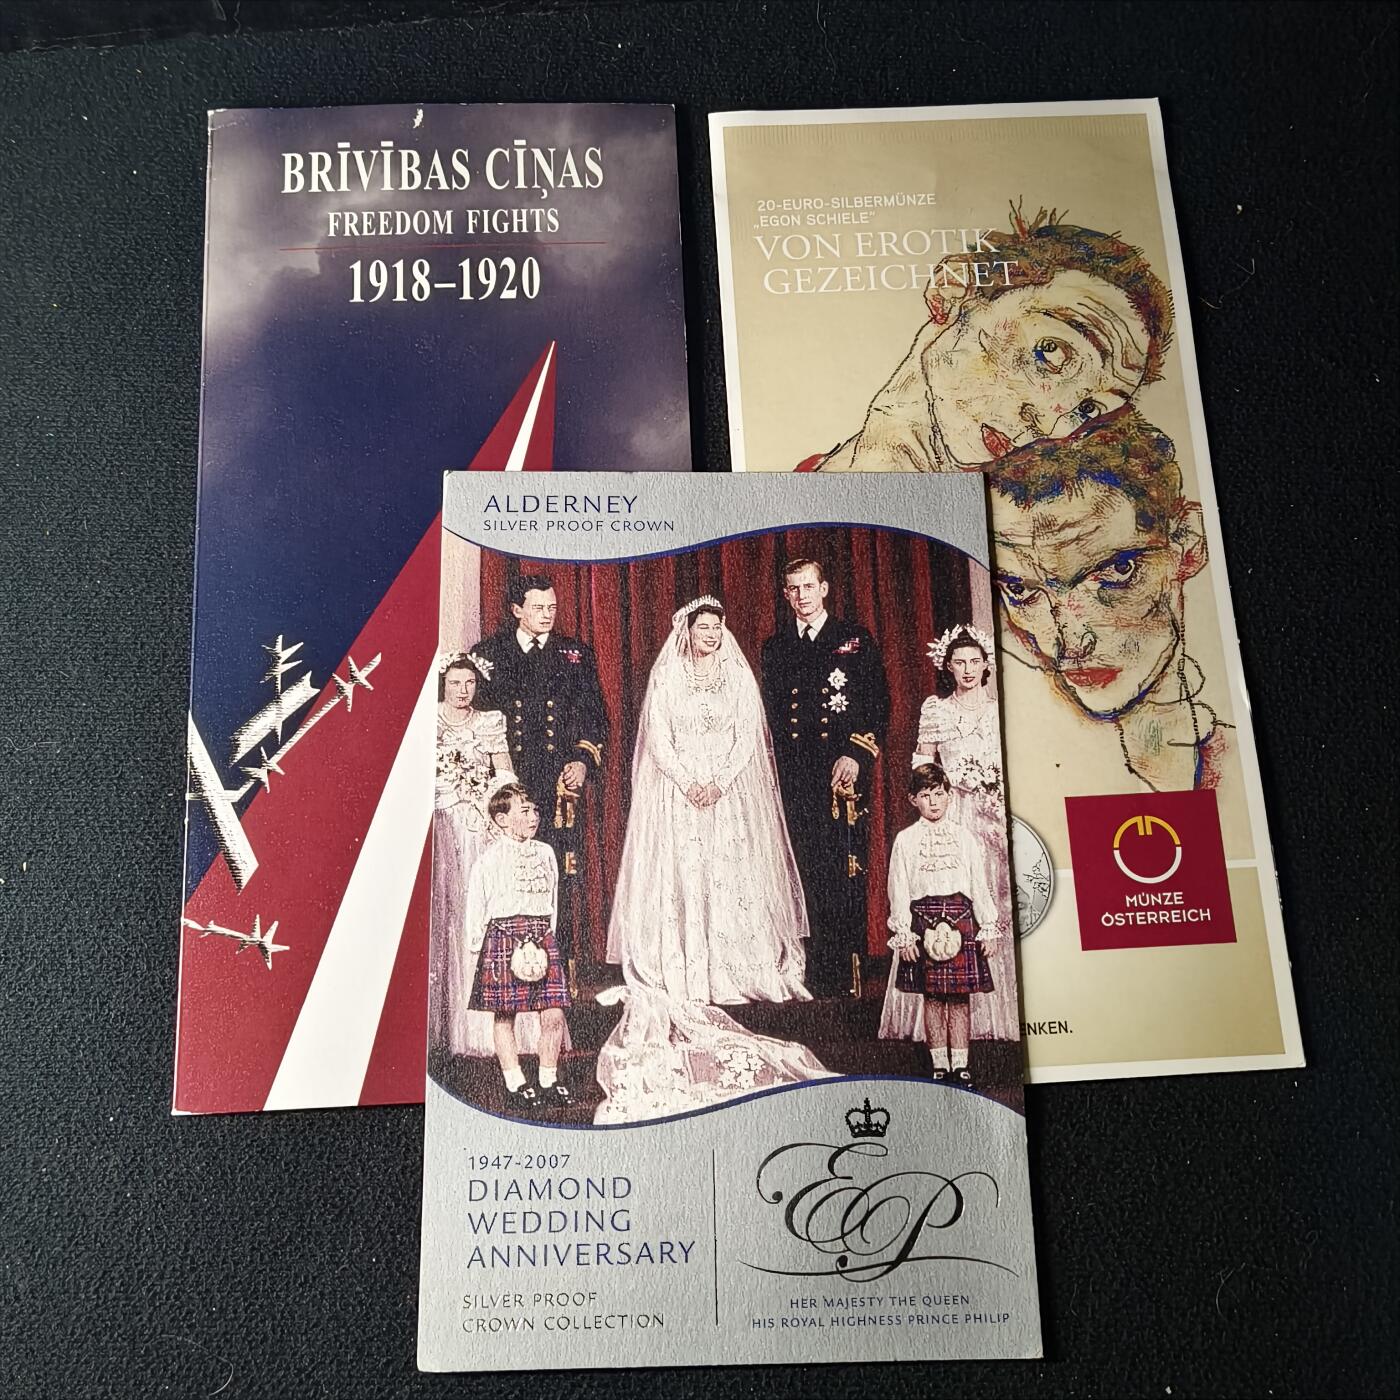 BRĪVĪBAS CĪŅAS
FREEDOM FIGHTS
1918–1920
20-EURO-SILBERMÜNZE
„EGON SCHIELE"
VON EROTIK
GEZEICHNET
MÜNZE
ÖSTERREICH
ENKEN.
ALDERNEY
SILVER PROOF CROWN
1947-2007
DIAMOND
WEDDING
ANNIVERSARY
SILVER PROOF
CROWN COLLECTION
EP
HER MAJESTY THE QUEEN
HIS ROYAL HIGHNESS PRINCE PHILIP